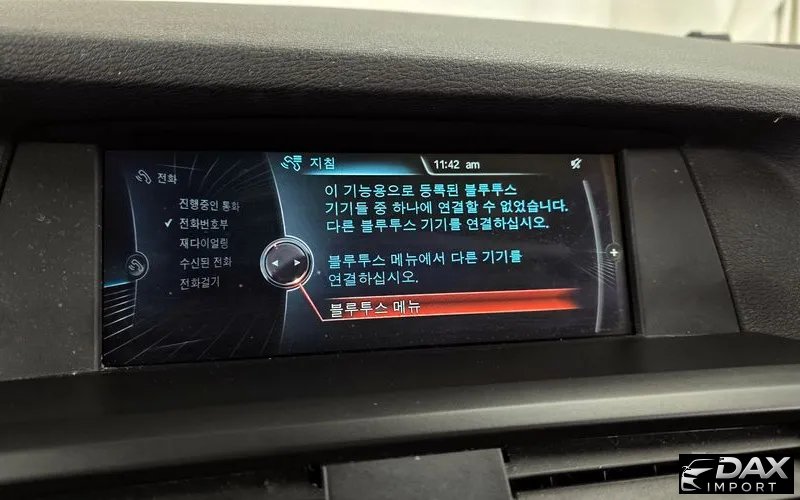 전화
진행중인 통화
전화번호부
재다이얼링
수신된 전화
전화걸기
지침
11:42 am
이 기능용으로 등록된 블루투스
기기들 중 하나에 연결할 수 없었습니다.
다른 블루투스 기기를 연결하십시오.
블루투스 메뉴에서 다른 기기를
연결하십시오.
블루투스 메뉴
DAX
IMPORT